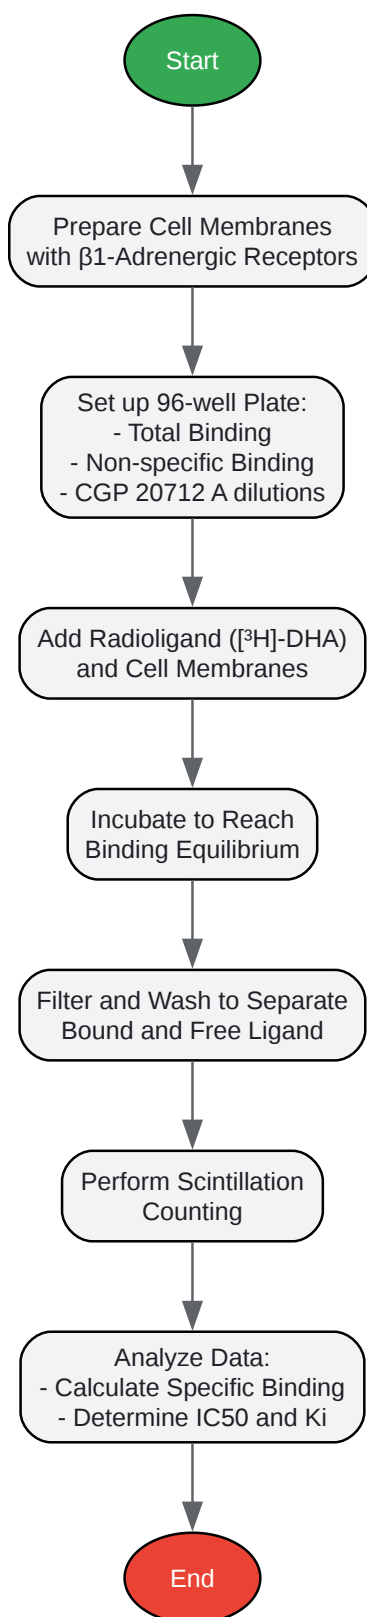 Start
Prepare Cell Membranes
with β1-Adrenergic Receptors
Set up 96-well Plate:
- Total Binding
- Non-specific Binding
- CGP 20712 A dilutions
Add Radioligand ([³H]-DHA)
and Cell Membranes
Incubate to Reach
Binding Equilibrium
Filter and Wash to Separate
Bound and Free Ligand
Perform Scintillation
Counting
Analyze Data:
- Calculate Specific Binding
- Determine IC50 and Ki
End